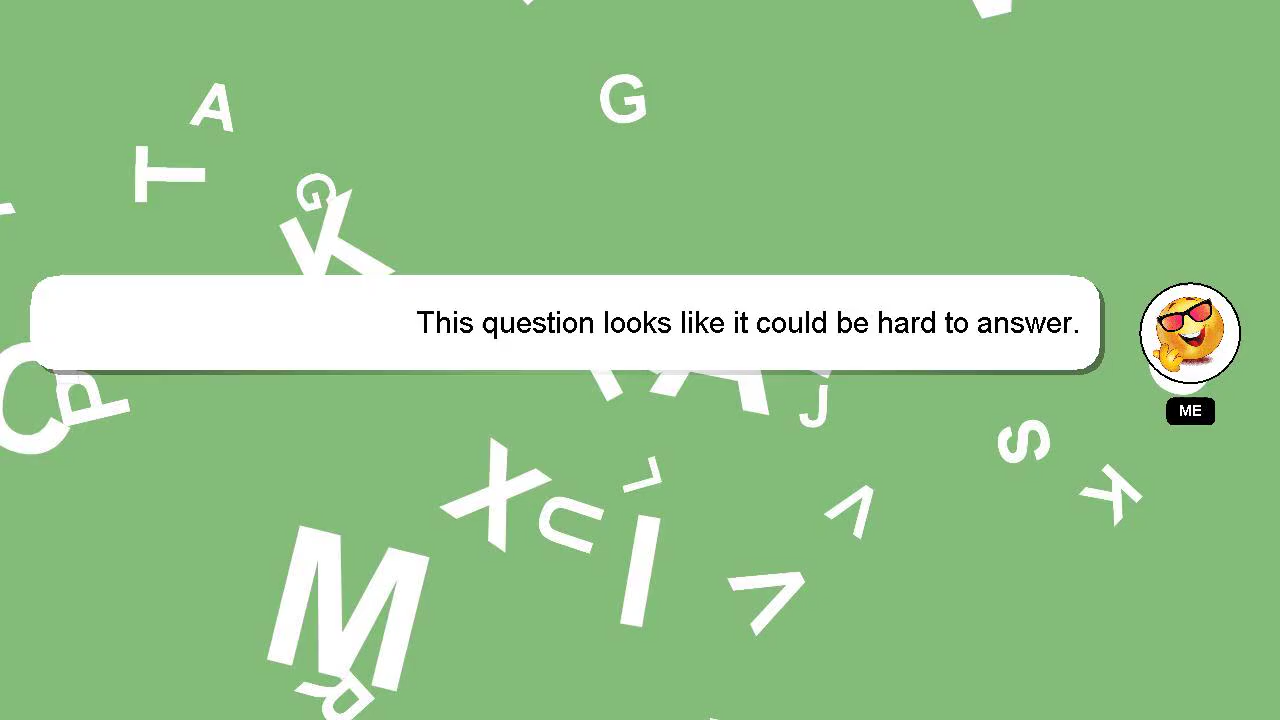 A
G
T
G
K
This question looks like it could be hard to answer.
ME
C
P
A
J
S
X
L
K
U
V
I
V
M
R